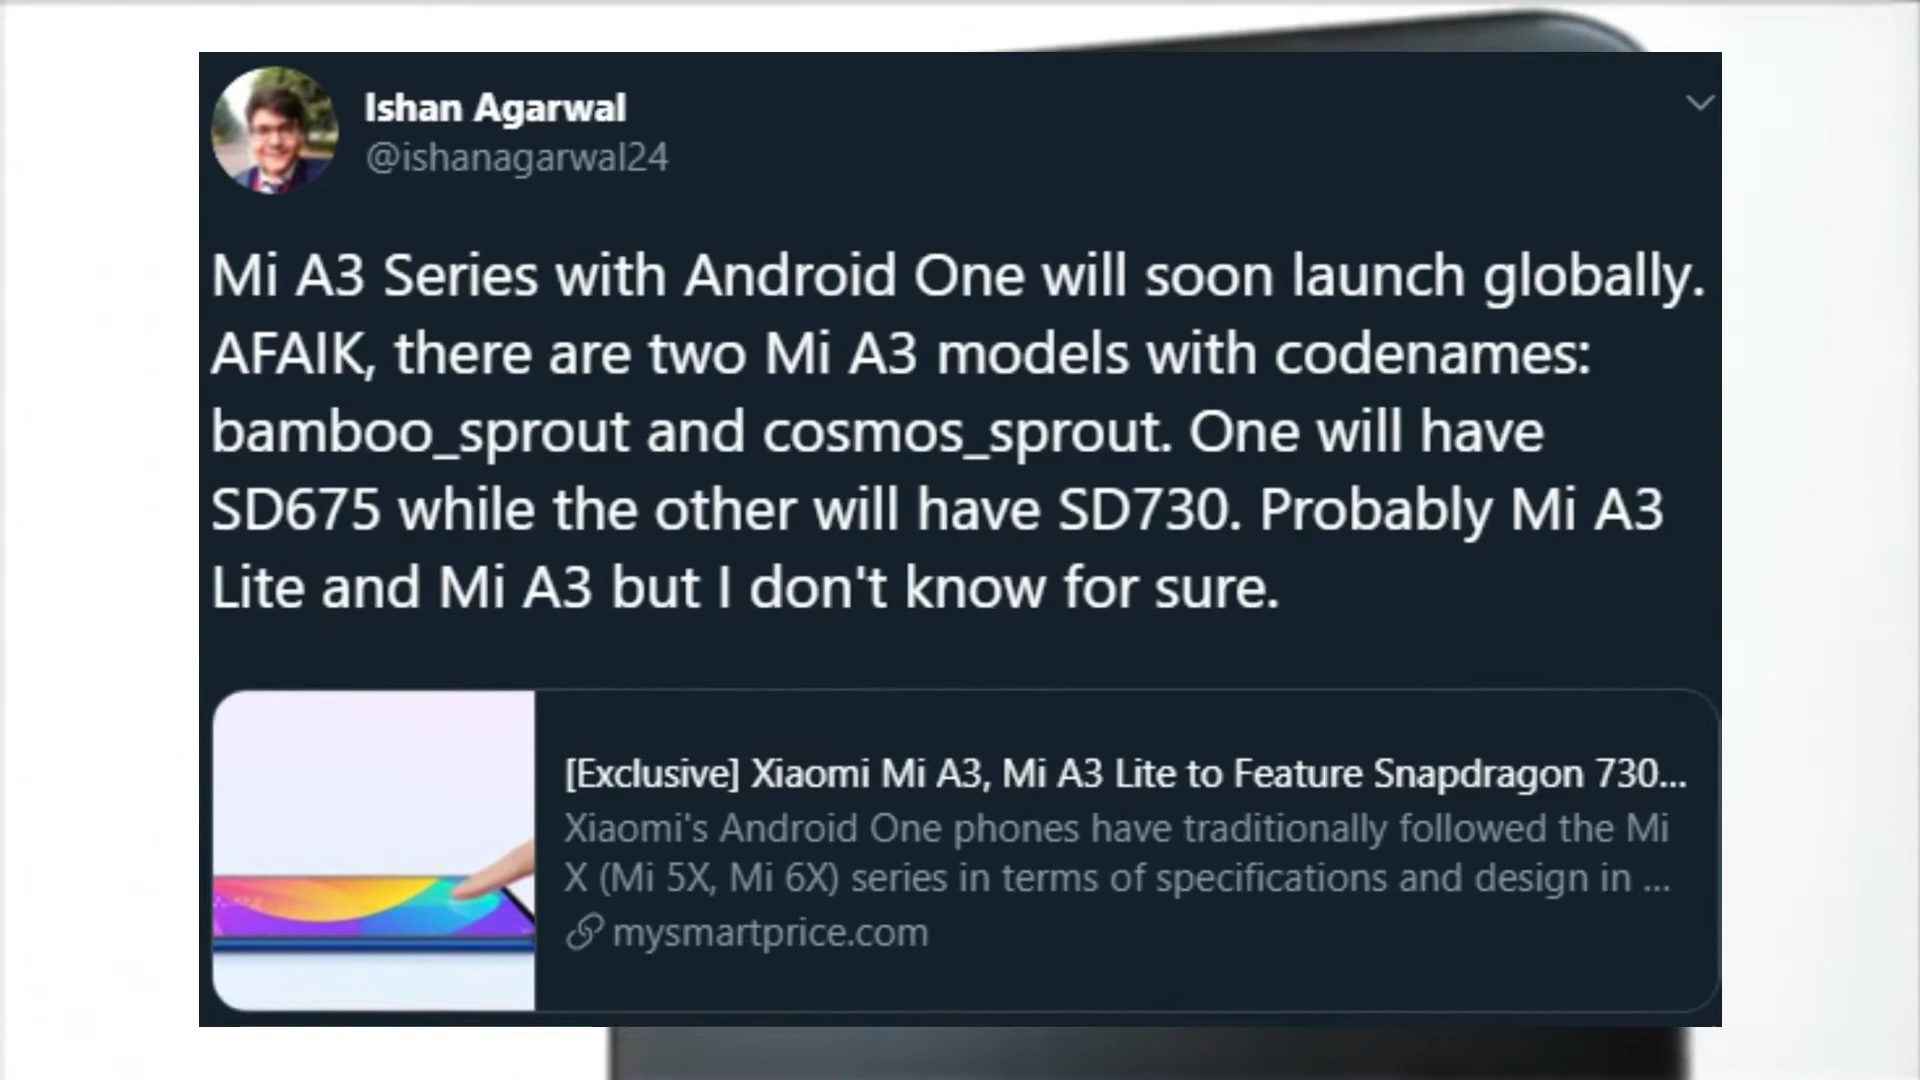 Ishan Agarwal
@ishanagarwal24
Mi A3 Series with Android One will soon launch globally.
AFAIK, there are two Mi A3 models with codenames:
bamboo_sprout and cosmos_sprout. One will have
SD675 while the other will have SD730. Probably Mi A3
Lite and Mi A3 but I don't know for sure.
[Exclusive] Xiaomi Mi A3, Mi A3 Lite to Feature Snapdragon 730...
Xiaomi's Android One phones have traditionally followed the Mi
X (Mi 5X, Mi 6X) series in terms of specifications and design in ...
mysmartprice.com